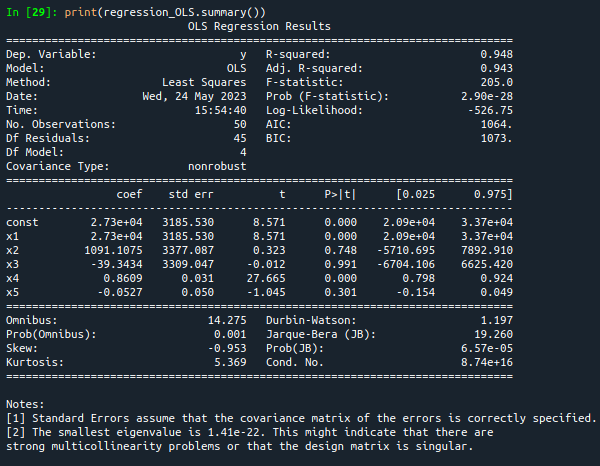 In [29]: print(regression_OLS.summary())
                            OLS Regression Results
==============================================================================
Dep. Variable:                      y   R-squared:                       0.948
Model:                            OLS   Adj. R-squared:                  0.943
Method:                 Least Squares   F-statistic:                     205.0
Date:                Wed, 24 May 2023   Prob (F-statistic):           2.90e-28
Time:                        15:54:40   Log-Likelihood:                -526.75
No. Observations:                  50   AIC:                             1064.
Df Residuals:                      45   BIC:                             1073.
Df Model:                           4
Covariance Type:            nonrobust
==============================================================================
                 coef    std err          t      P>|t|      [0.025      0.975]
------------------------------------------------------------------------------
const        2.73e+04   3185.530      8.571      0.000    2.09e+04    3.37e+04
x1           2.73e+04   3185.530      8.571      0.000    2.09e+04    3.37e+04
x2          1091.1075   3377.087      0.323      0.748   -5710.695    7892.910
x3           -39.3434   3309.047     -0.012      0.991   -6704.106    6625.420
x4             0.8609      0.031     27.665      0.000       0.798       0.924
x5            -0.0527      0.050     -1.045      0.301      -0.154       0.049
==============================================================================
Omnibus:                       14.275   Durbin-Watson:                   1.197
Prob(Omnibus):                  0.001   Jarque-Bera (JB):               19.260
Skew:                          -0.953   Prob(JB):                     6.57e-05
Kurtosis:                       5.369   Cond. No.                     8.74e+16
==============================================================================
Notes:
[1] Standard Errors assume that the covariance matrix of the errors is correctly specified.
[2] The smallest eigenvalue is 1.41e-22. This might indicate that there are
strong multicollinearity problems or that the design matrix is singular.